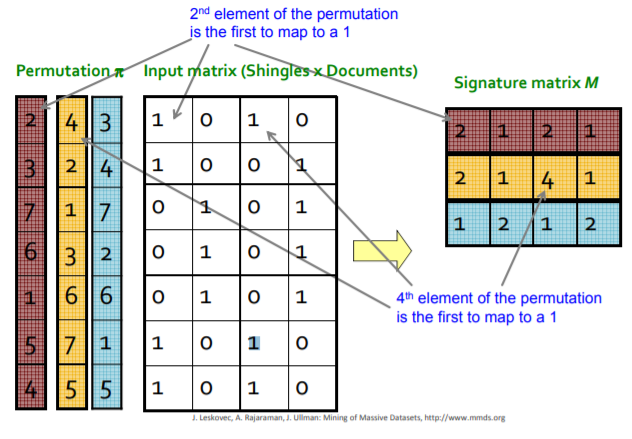 2nd element of the permutation
is the first to map to a 1
Permutation π Input matrix (Shingles x Documents)
Signature matrix M
2 4 3 1 0 1 0
3 2 4 1 0 0 1
7 1 7 0 1 0 1
6 3 2 0 1 0 1
1 6 6 0 1 0 1
5 7 1 1 0 1 0
4 5 5 1 0 1 0
2 1 2 1
2 1 4 1
1 2 1 2
4th element of the permutation
is the first to map to a 1
J. Leskovec, A. Rajaraman, J. Ullman: Mining of Massive Datasets, http://www.mmds.org